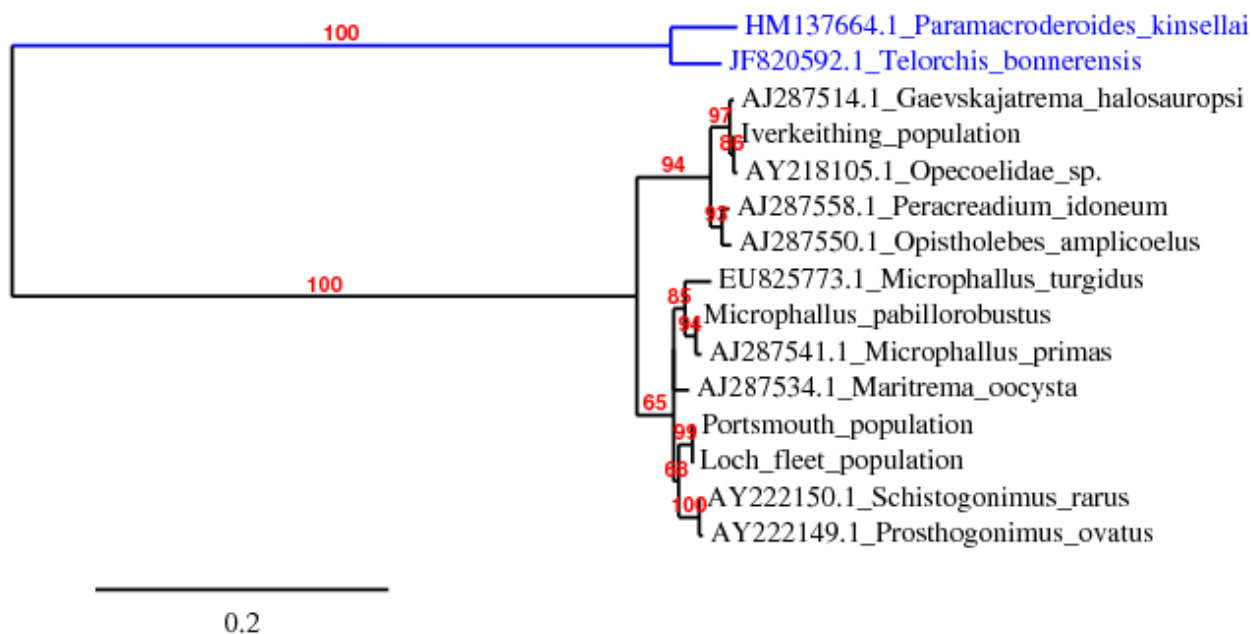 100
HM137664.1_Paramacroderoides_kinsellai
JF820592.1_Telorchis_bonnerensis
AJ287514.1_Gaevskajatrema_halosauropsi
97
Iverkeithing_population
86
AY218105.1_Opecoelidae_sp.
94
AJ287558.1_Peracreadium_idoneum
93
AJ287550.1_Opistholebes_amplicoelus
EU825773.1_Microphallus_turgidus
100
85
Microphallus_pabillorobustus
94
AJ287541.1_Microphallus_primas
AJ287534.1_Maritrema_oocysta
65
Portsmouth_population
99
Loch_fleet_population
68
AY222150.1_Schistogonimus_rarus
100
AY222149.1_Prosthogonimus_ovatus
0.2